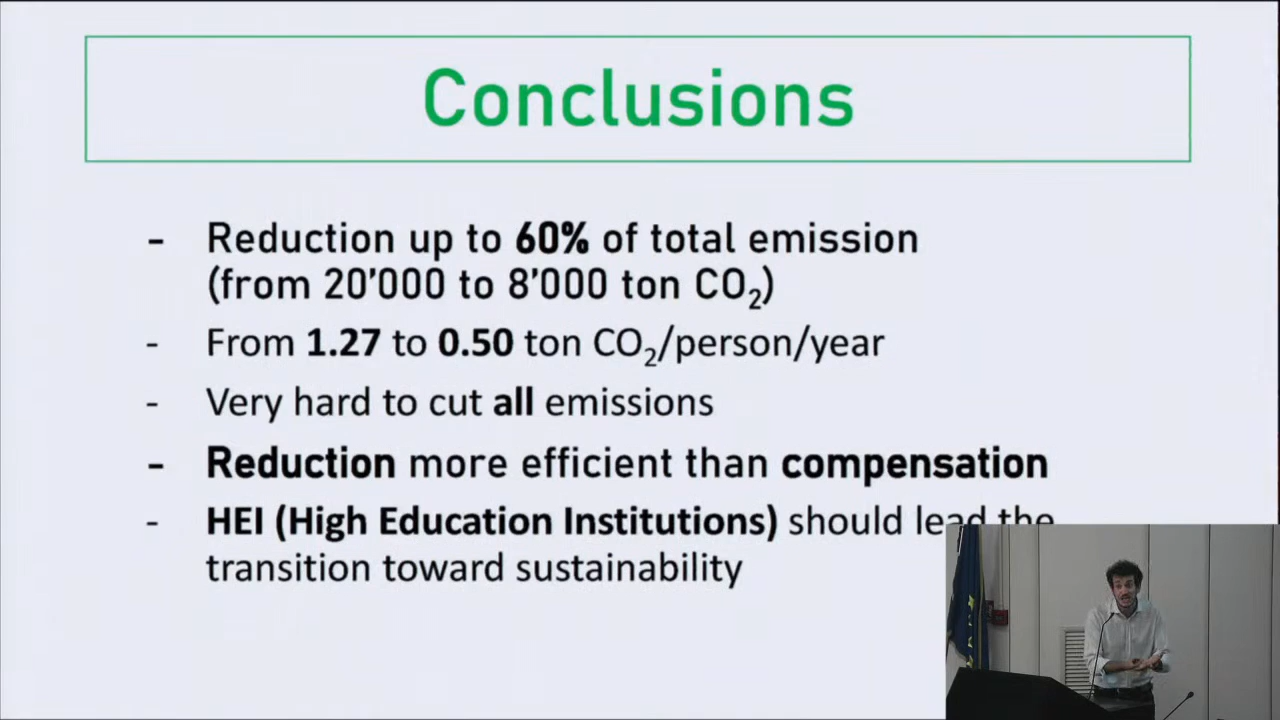 Conclusions
- Reduction up to 60% of total emission
(from 20'000 to 8'000 ton CO₂)
- From 1.27 to 0.50 ton CO₂/person/year
- Very hard to cut all emissions
- Reduction more efficient than compensation
- HEI (High Education Institutions) should lead the
transition toward sustainability